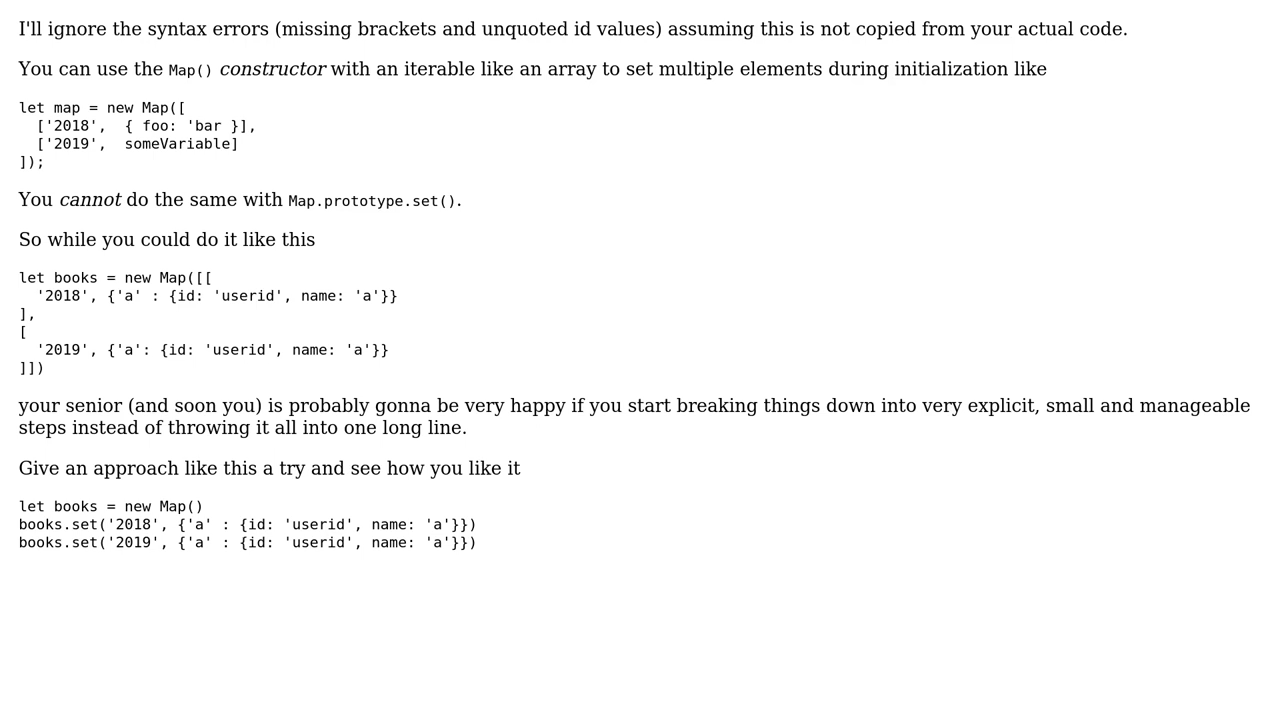 I'll ignore the syntax errors (missing brackets and unquoted id values) assuming this is not copied from your actual code.
You can use the Map() constructor with an iterable like an array to set multiple elements during initialization like
let map = new Map([
  ['2018',  { foo: 'bar }],
  ['2019',  someVariable]
]);
You cannot do the same with Map.prototype.set().
So while you could do it like this
let books = new Map([[
  '2018', {'a' : {id: 'userid', name: 'a'}}
],
[
  '2019', {'a': {id: 'userid', name: 'a'}}
]])
your senior (and soon you) is probably gonna be very happy if you start breaking things down into very explicit, small and manageable
steps instead of throwing it all into one long line.
Give an approach like this a try and see how you like it
let books = new Map()
books.set('2018', {'a' : {id: 'userid', name: 'a'}})
books.set('2019', {'a' : {id: 'userid', name: 'a'}})